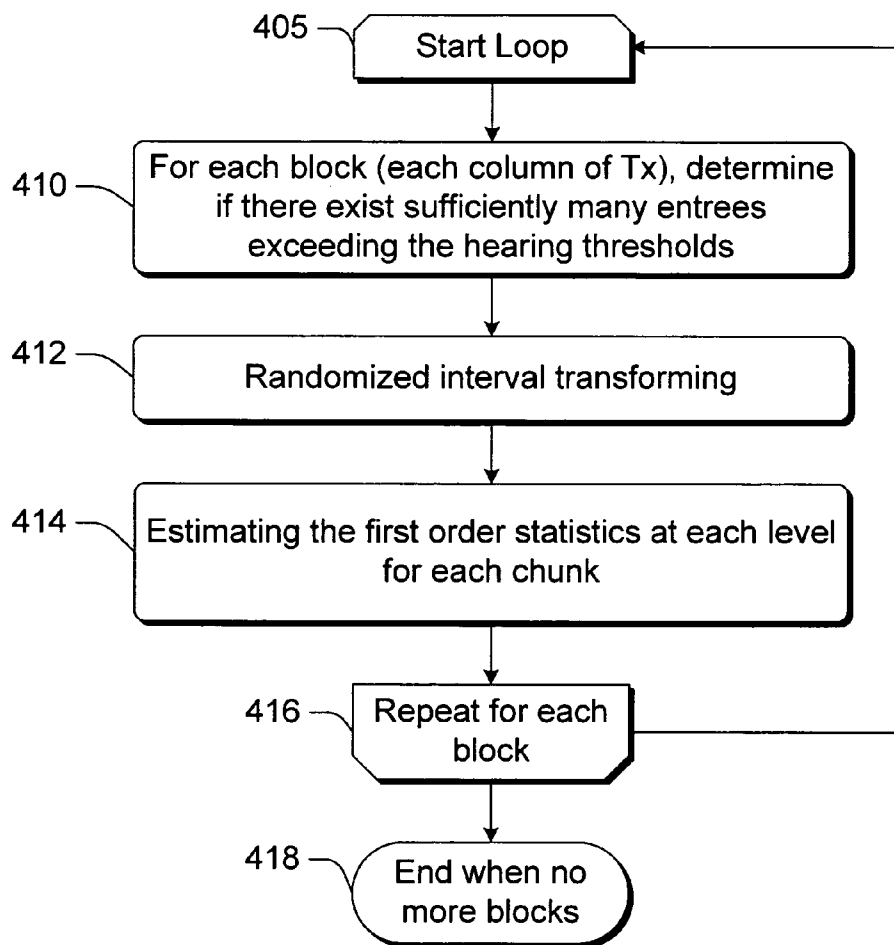 405
Start Loop
410
For each block (each column of Tx), determine
if there exist sufficiently many entrees
exceeding the hearing thresholds
412
Randomized interval transforming
414
Estimating the first order statistics at each level
for each chunk
416
Repeat for each
block
418
End when no
more blocks